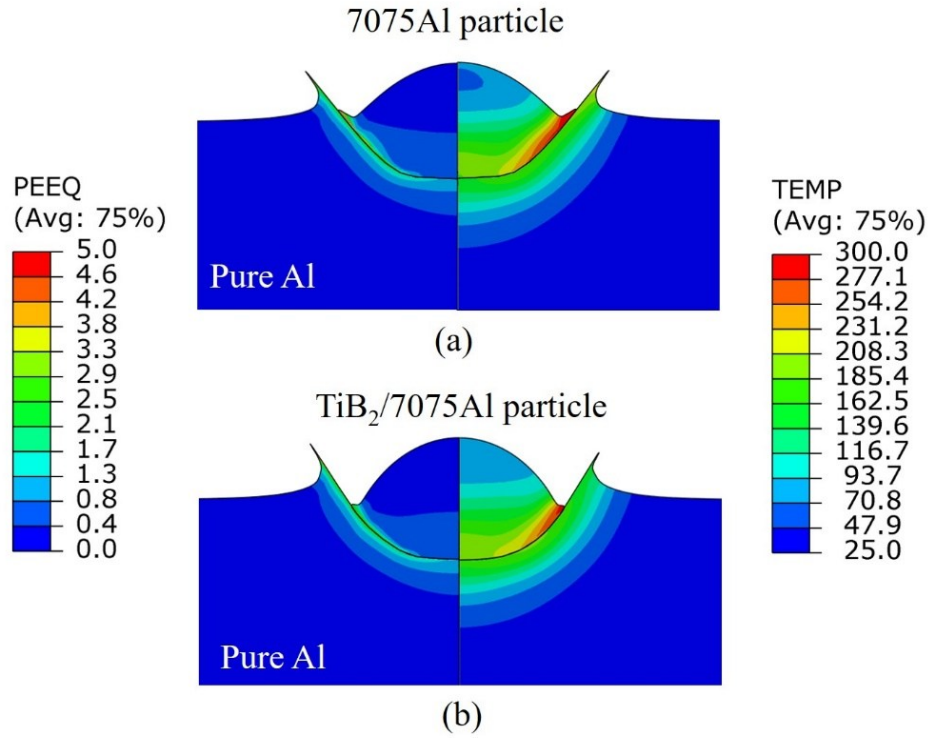 7075Al particle
PEEQ
(Avg: 75%)
5.0
4.6
4.2
3.8
3.3
2.9
2.5
2.1
1.7
1.3
0.8
0.4
0.0
Pure Al
TEMP
(Avg: 75%)
300.0
277.1
254.2
231.2
208.3
185.4
162.5
139.6
116.7
93.7
70.8
47.9
25.0
(a)
TiB₂/7075Al particle
Pure Al
(b)